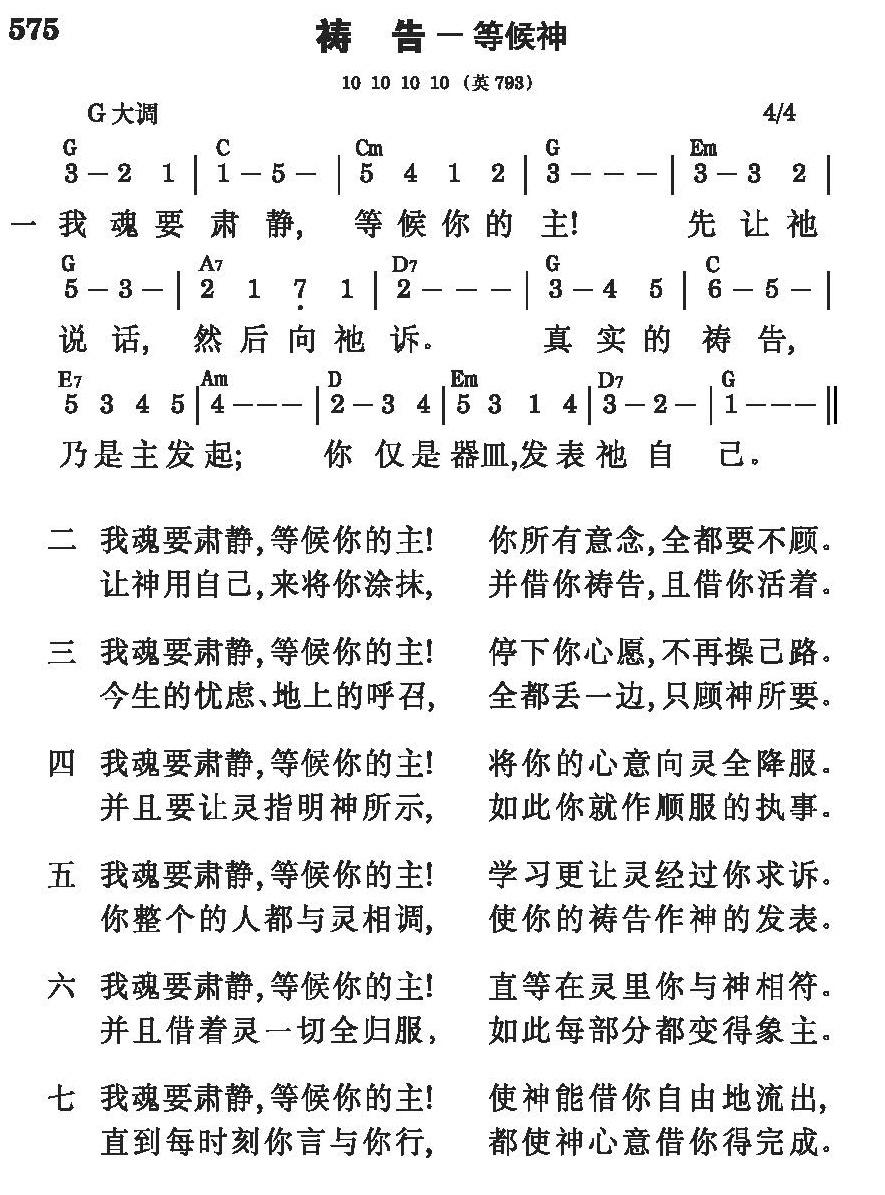 575
祷 告 — 等候神
10 10 10 10 (英 793)
G 大调 4/4
G C Cm G Em
3 – 2 1 | 1 – 5 – | 5 4 1 2 | 3 – – – | 3 – 3 2 |
一 我 魂 要 肃 静, 等 候 你 的 主! 先 让 祂
G A7 D7 G C
5 – 3 – | 2 1 7̣ 1 | 2 – – – | 3 – 4 5 | 6 – 5 – |
说 话, 然 后 向 祂 诉。 真 实 的 祷 告,
E7 Am D Em D7 G
5 3 4 5 | 4 – – – | 2 – 3 4 | 5 3 1 4 | 3 – 2 – | 1 – – – ‖
乃 是 主 发 起; 你 仅 是 器 皿, 发 表 祂 自 己。
二 我魂要肃静,等候你的主! 你所有意念,全都要不顾。
让神用自己,来将你涂抹, 并借你祷告,且借你活着。
三 我魂要肃静,等候你的主! 停下你心愿,不再操己路。
今生的忧虑、地上的呼召, 全都丢一边,只顾神所要。
四 我魂要肃静,等候你的主! 将你的心意向灵全降服。
并且要让灵指明神所示, 如此你就作顺服的执事。
五 我魂要肃静,等候你的主! 学习更让灵经过你求诉。
你整个的人都与灵相调, 使你的祷告作神的发表。
六 我魂要肃静,等候你的主! 直等在灵里你与神相符。
并且借着灵一切全归服, 如此每部分都变得象主。
七 我魂要肃静,等候你的主! 使神能借你自由地流出,
直到每时刻你言与你行, 都使神心意借你得完成。